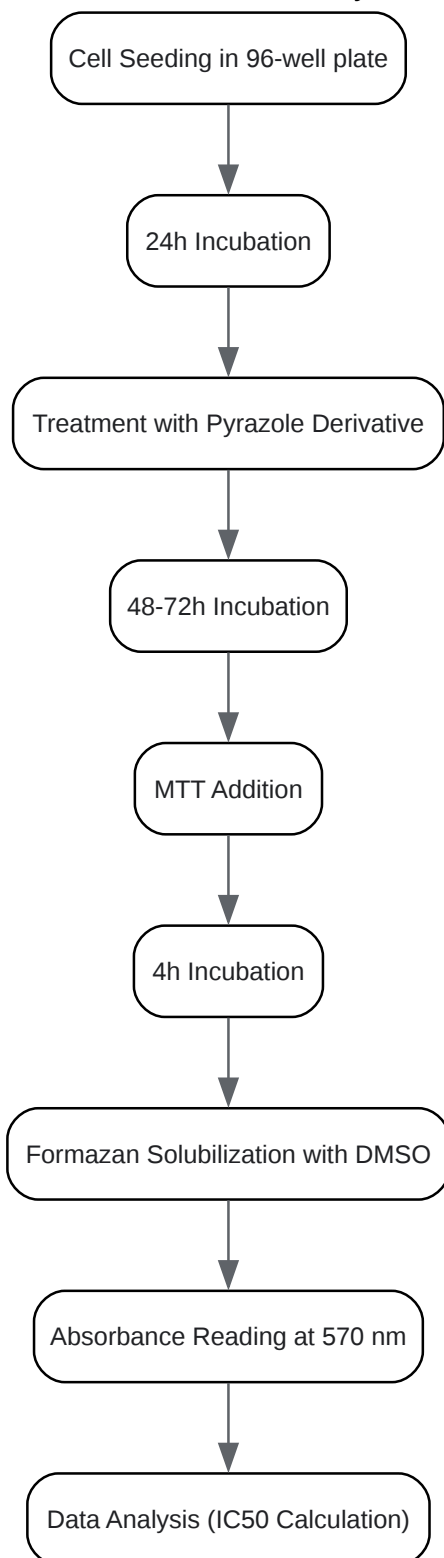 Cell Seeding in 96-well plate
24h Incubation
Treatment with Pyrazole Derivative
48-72h Incubation
MTT Addition
4h Incubation
Formazan Solubilization with DMSO
Absorbance Reading at 570 nm
Data Analysis (IC50 Calculation)